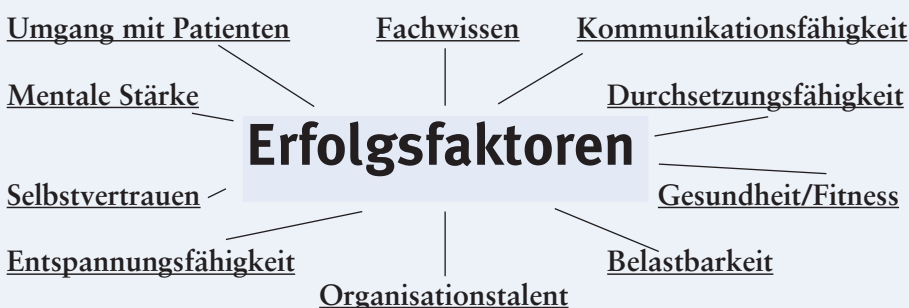 Umgang mit Patienten
Fachwissen
Kommunikationsfähigkeit
Mentale Stärke
Durchsetzungsfähigkeit
Erfolgsfaktoren
Selbstvertrauen
Gesundheit/Fitness
Entspannungsfähigkeit
Belastbarkeit
Organisationstalent